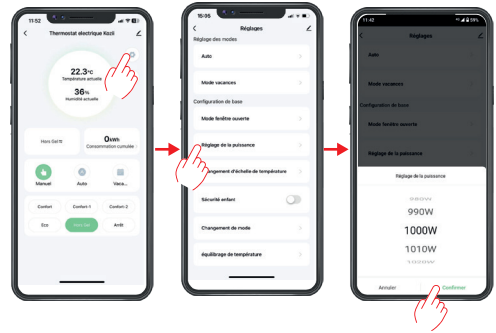 11:52
Thermostat electrique Kozii
22.3°C
Température actuelle
36%
Humidité actuelle
Hors Gel
0kWh
Consommation cumulée
Manuel
Auto
Vaca...
Confort
Confort-1
Confort-2
Eco
Hors Gel
Arrêt
15:05
Réglages
Réglage des modes
Auto
Mode vacances
Configuration de base
Mode fenêtre ouverte
Réglage de la puissance
angement d'échelle de température
Sécurité enfant
Changement de mode
équilibrage de température
11:42
59%
Réglages
Auto
Mode vacances
Configuration de base
Mode fenêtre ouverte
Réglage de la puissance
Réglage de la puissance
980W
990W
1000W
1010W
1020W
Annuler
Confirmer